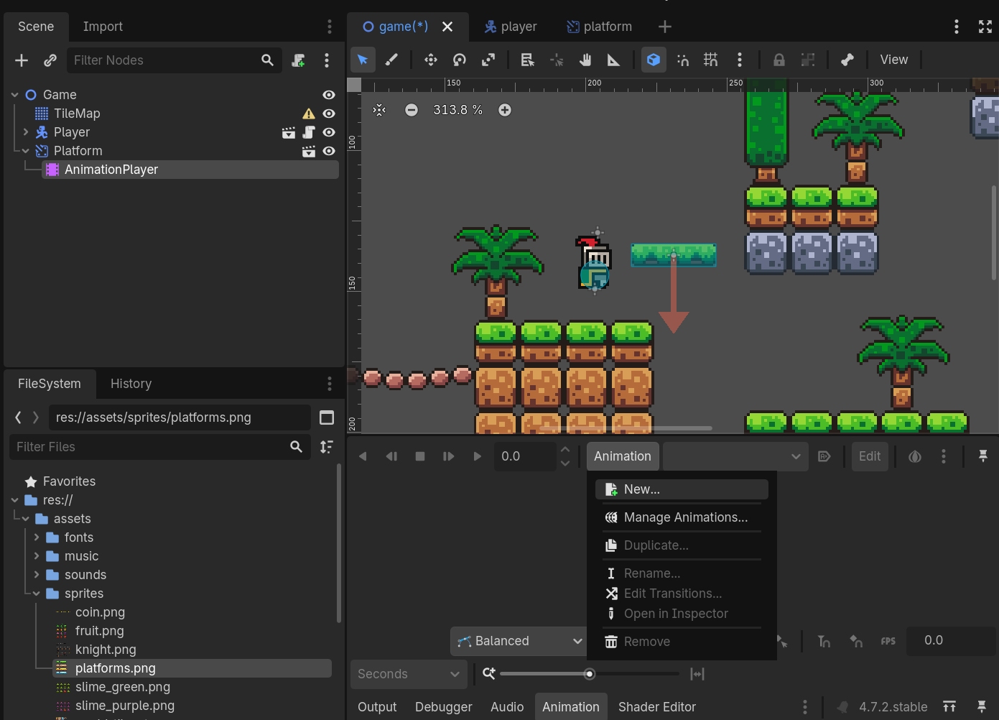 Scene Import
Filter Nodes
Game
TileMap
Player
Platform
AnimationPlayer
FileSystem History
res://assets/sprites/platforms.png
Filter Files
Favorites
res://
assets
fonts
music
sounds
sprites
coin.png
fruit.png
knight.png
platforms.png
slime_green.png
slime_purple.png
game(*) player platform
View
150 200 250 300
313.8 %
100
150
200
0.0 Animation Edit
New...
Manage Animations...
Duplicate...
Rename...
Edit Transitions...
Open in Inspector
Remove
Balanced FPS 0.0
Seconds
Output Debugger Audio Animation Shader Editor 4.7.2.stable